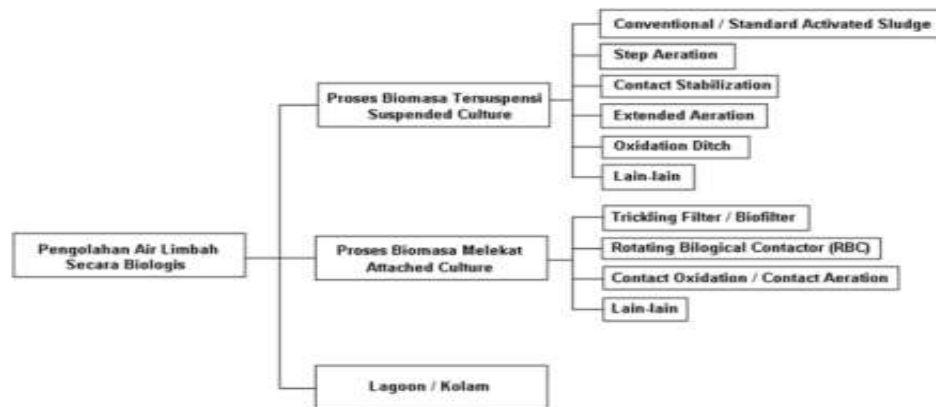 Pengolahan Air Limbah
Secara Biologis
Proses Biomasa Tersuspensi
Suspended Culture
Conventional / Standard Activated Sludge
Step Aeration
Contact Stabilization
Extended Aeration
Oxidation Ditch
Lain-lain
Proses Biomasa Melekat
Attached Culture
Trickling Filter / Biofilter
Rotating Bilogical Contactor (RBC)
Contact Oxidation / Contact Aeration
Lain-lain
Lagoon / Kolam